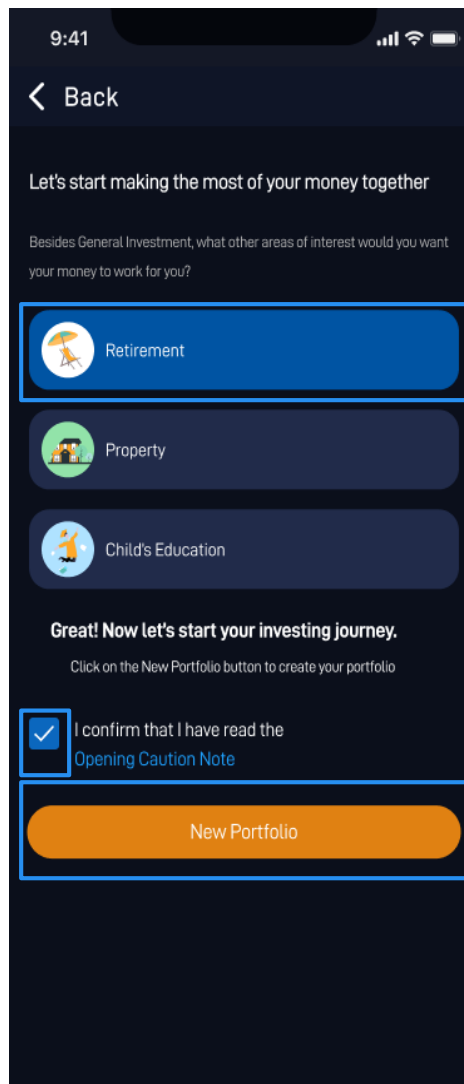 9:41
Back
Let's start making the most of your money together
Besides General Investment, what other areas of interest would you want
your money to work for you?
Retirement
Property
Child's Education
Great! Now let's start your investing journey.
Click on the New Portfolio button to create your portfolio
I confirm that I have read the
Opening Caution Note
New Portfolio